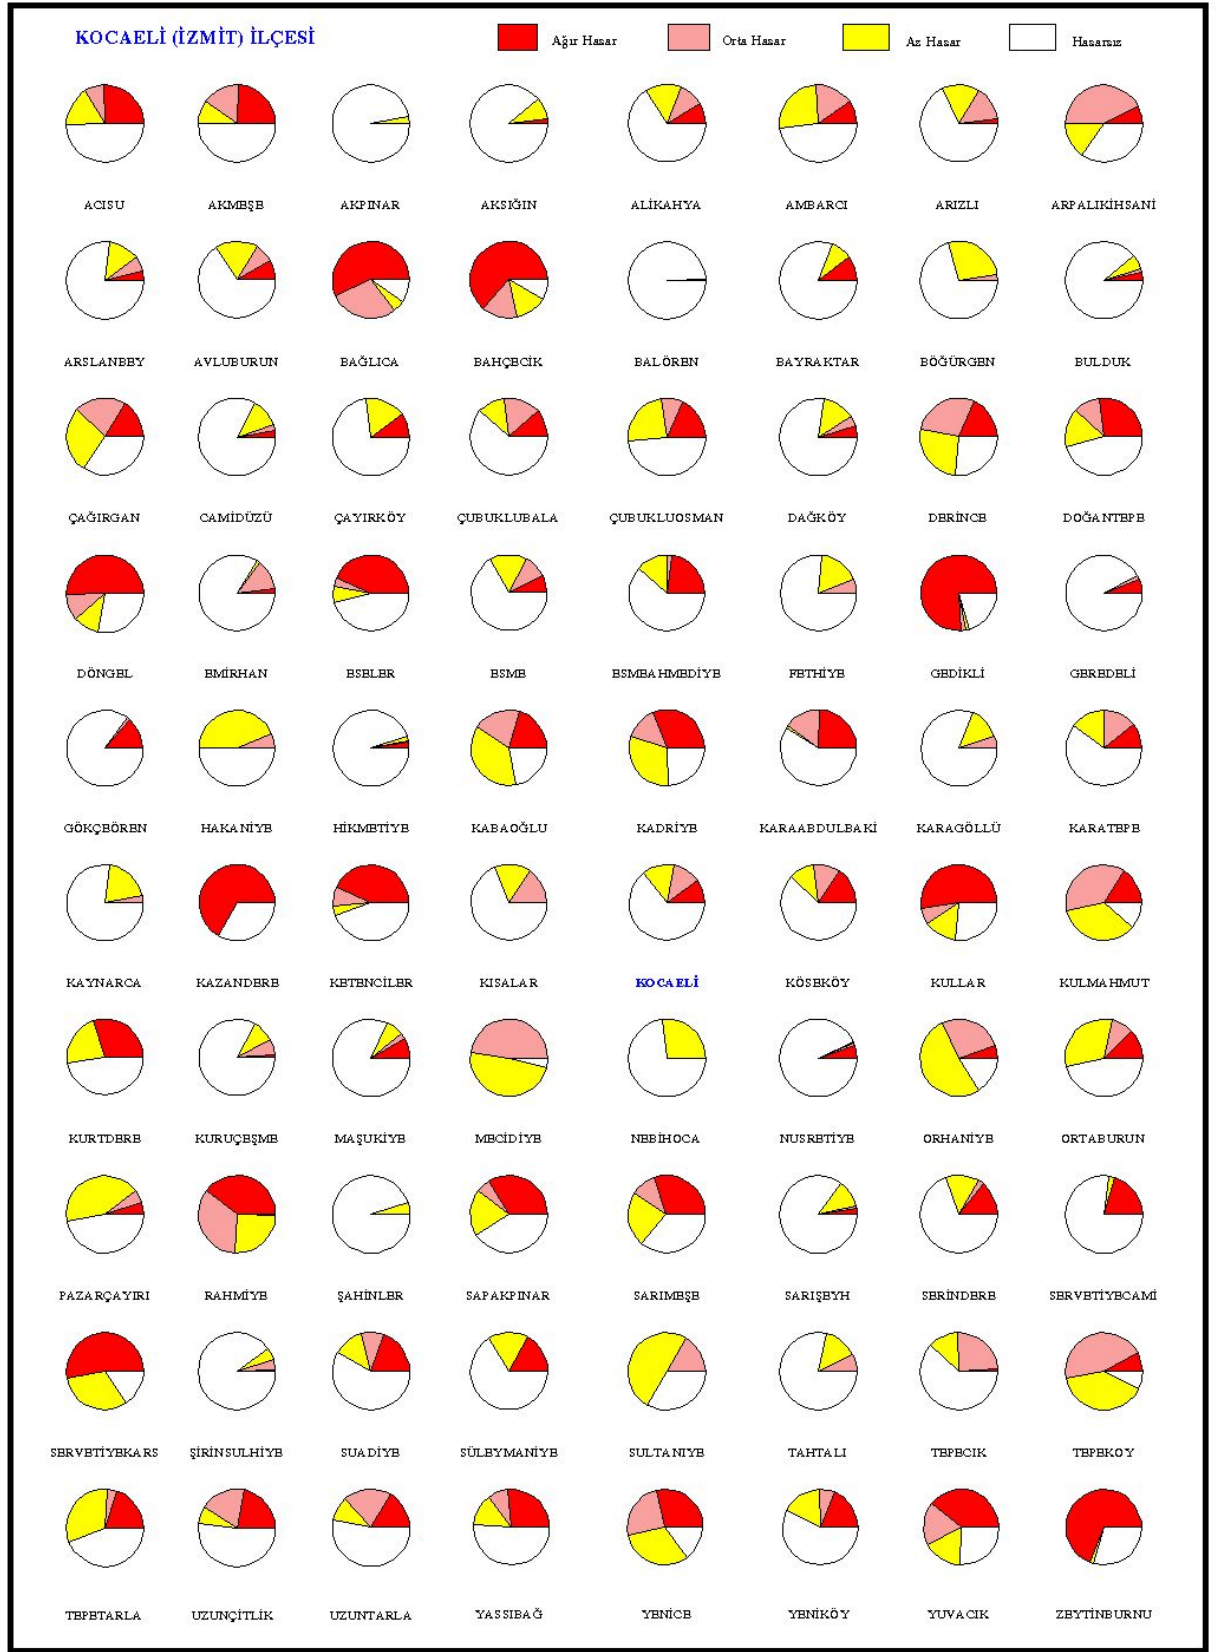 KOCAELİ (İZMİT) İLÇESİ
Ağır Hasar Orta Hasar Az Hasar Hasarsız
ACISU AKMEŞE AKPINAR AKSIĞIN ALİKAHYA AMBARCI ARIZLI ARPALIKİHSANİ
ARSLANBEY AVLUBURUN BAĞLICA BAHÇECİK BALÖREN BAYRAKTAR BÖĞÜRGEN BULDUK
ÇAĞIRGAN CAMİDÜZÜ ÇAYIRKÖY ÇUBUKLUBALA ÇUBUKLUOSMAN DAĞKÖY DERİNCE DOĞANTEPE
DÖNGEL EMİRHAN ESELER ESME ESMEAHMEDİYE FETHİYE GEDİKLİ GEREDELİ
GÖKÇEÖREN HAKANİYE HİKMETİYE KABAOĞLU KADRİYE KARAABDULBAKİ KARAGÖLLÜ KARATEPE
KAYNARCA KAZANDERE KETENCİLER KISALAR KOCAELİ KÖSEKÖY KULLAR KULMAHMUT
KURTDERE KURUÇEŞME MAŞUKİYE MECİDİYE NEBİHOCA NUSRETİYE ORHANİYE ORTABURUN
PAZARÇAYIRI RAHMİYE ŞAHİNLER SAPAKPINAR SARIMEŞE SARIŞEYH SERİNDERE SERVETİYECAMİ
SERVETİYEKARS ŞİRİNSULHİYE SUADİYE SÜLEYMANİYE SULTANIYE TAHTALI TEPECIK TEPEKOY
TEPETARLA UZUNÇİTLİK UZUNTARLA YASSIBAĞ YENİCE YENİKÖY YUVACIK ZEYTİNBURNU